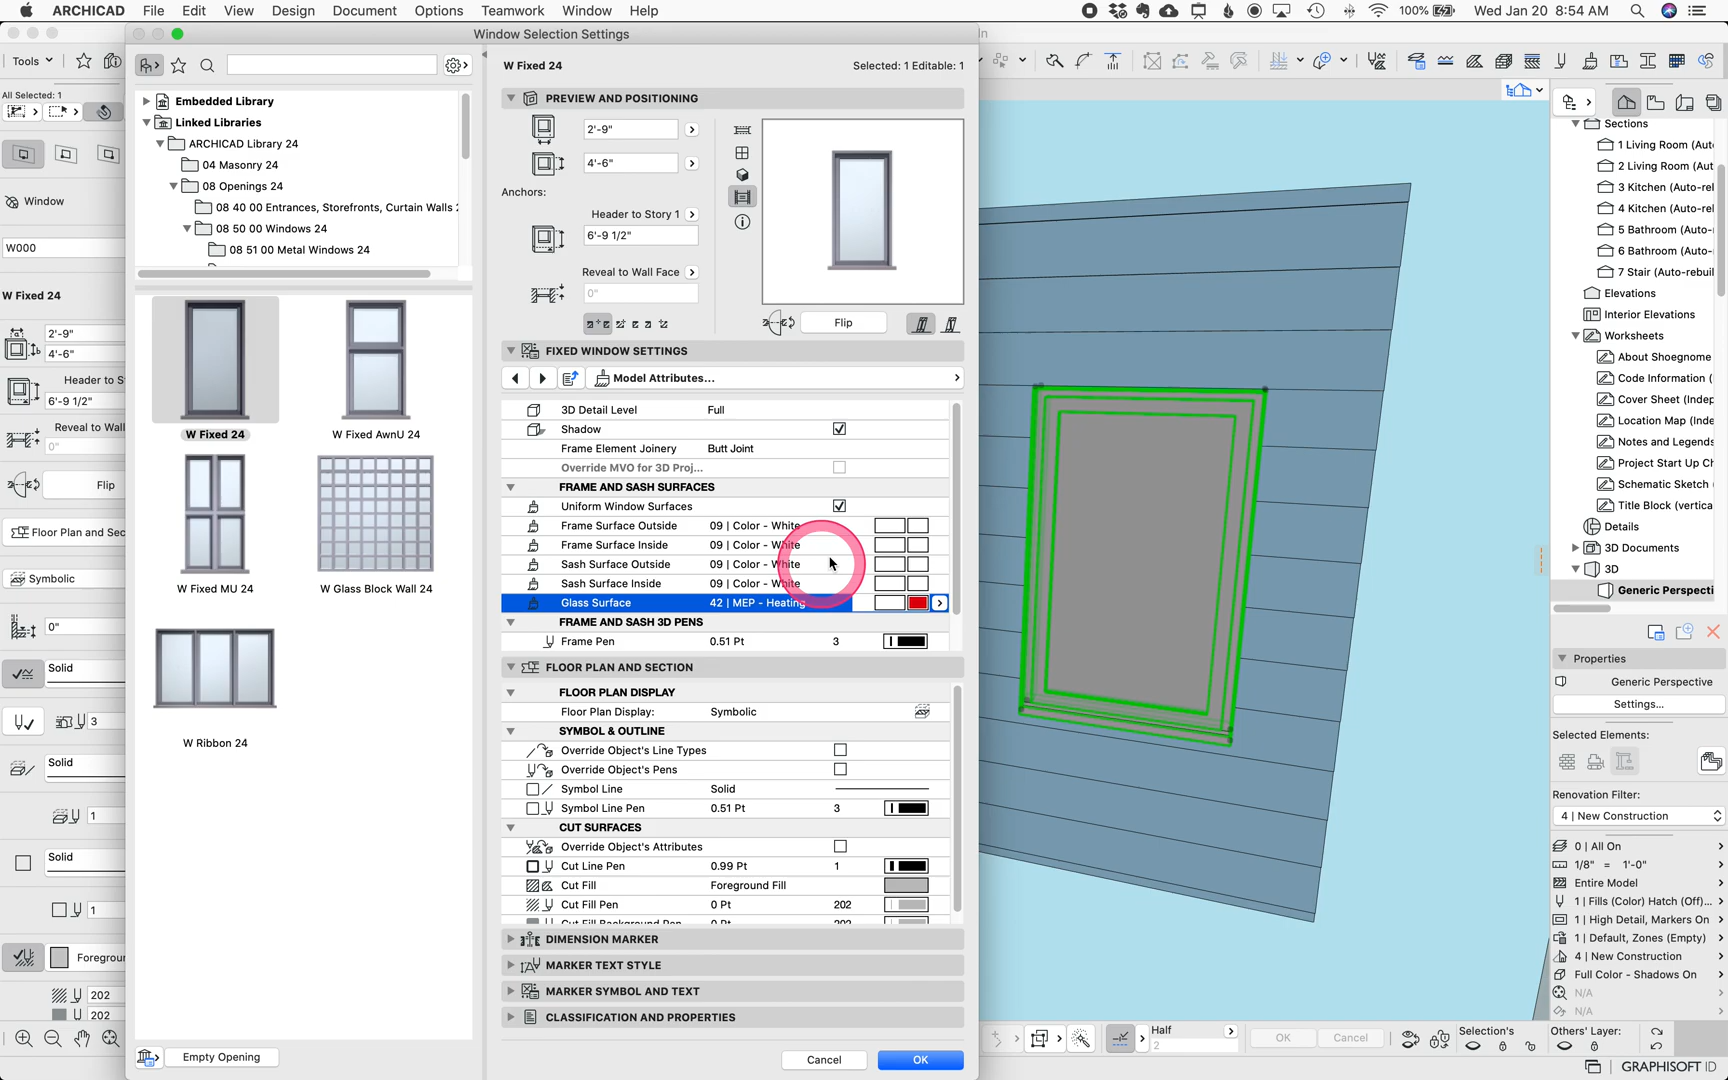 ARCHICAD File Edit View Design Document Options Teamwork Window Help
100% Wed Jan 20 8:54 AM
Window Selection Settings
Tools
All Selected: 1
Window
W000
W Fixed 24
2'-9"
4'-6"
Header to St
6'-9 1/2"
Reveal to Wall
0"
Flip
Floor Plan and Sec
Symbolic
0"
Solid
3
Solid
1
Solid
1
Foregroun
202
202
Embedded Library
Linked Libraries
ARCHICAD Library 24
04 Masonry
08 Openings 24
08 40 00 Entrances, Storefronts, Curtain Walls 2
08 50 00 Windows 24
08 51 00 Metal Windows 24
W Fixed 24
W Fixed AwnU 24
W Fixed MU 24
W Glass Block Wall 24
W Ribbon 24
Empty Opening
W Fixed 24
Selected: 1 Editable: 1
PREVIEW AND POSITIONING
2'-9"
4'-6"
Anchors:
Header to Story 1
6'-9 1/2"
Reveal to Wall Face
0"
Flip
FIXED WINDOW SETTINGS
Model Attributes...
3D Detail Level Full
Shadow
Frame Element Joinery Butt Joint
Override MVO for 3D Proj...
FRAME AND SASH SURFACES
Uniform Window Surfaces
Frame Surface Outside 09 | Color - White
Frame Surface Inside 09 | Color - White
Sash Surface Outside 09 | Color - White
Sash Surface Inside 09 | Color - White
Glass Surface 42 | MEP - Heating
FRAME AND SASH 3D PENS
Frame Pen 0.51 Pt 3
FLOOR PLAN AND SECTION
FLOOR PLAN DISPLAY
Floor Plan Display: Symbolic
SYMBOL & OUTLINE
Override Object's Line Types
Override Object's Pens
Symbol Line Solid
Symbol Line Pen 0.51 Pt 3
CUT SURFACES
Override Object's Attributes
Cut Line Pen 0.99 Pt 1
Cut Fill Foreground Fill
Cut Fill Pen 0 Pt 202
Cut Fill Background Pen 0 Pt 202
DIMENSION MARKER
MARKER TEXT STYLE
MARKER SYMBOL AND TEXT
CLASSIFICATION AND PROPERTIES
Cancel OK
Half
2
OK Cancel
Selection's
Others' Layer:
GRAPHISOFT ID
Sections
1 Living Room (Aut
2 Living Room (Aut
3 Kitchen (Auto-rel
4 Kitchen (Auto-rel
5 Bathroom (Auto-
6 Bathroom (Auto-
7 Stair (Auto-rebuil
Elevations
Interior Elevations
Worksheets
About Shoegnome
Code Information (
Cover Sheet (Indep
Location Map (Inde
Notes and Legends
Project Start Up Ch
Schematic Sketch (
Title Block (vertica
Details
3D Documents
3D
Generic Perspecti
Properties
Generic Perspective
Settings...
Selected Elements:
Renovation Filter:
4 | New Construction
0 | All On
1/8" = 1'-0"
Entire Model
1 | Fills (Color) Hatch (Off)...
1 | High Detail, Markers On
1 | Default, Zones (Empty)
4 | New Construction
Full Color - Shadows On
N/A
N/A